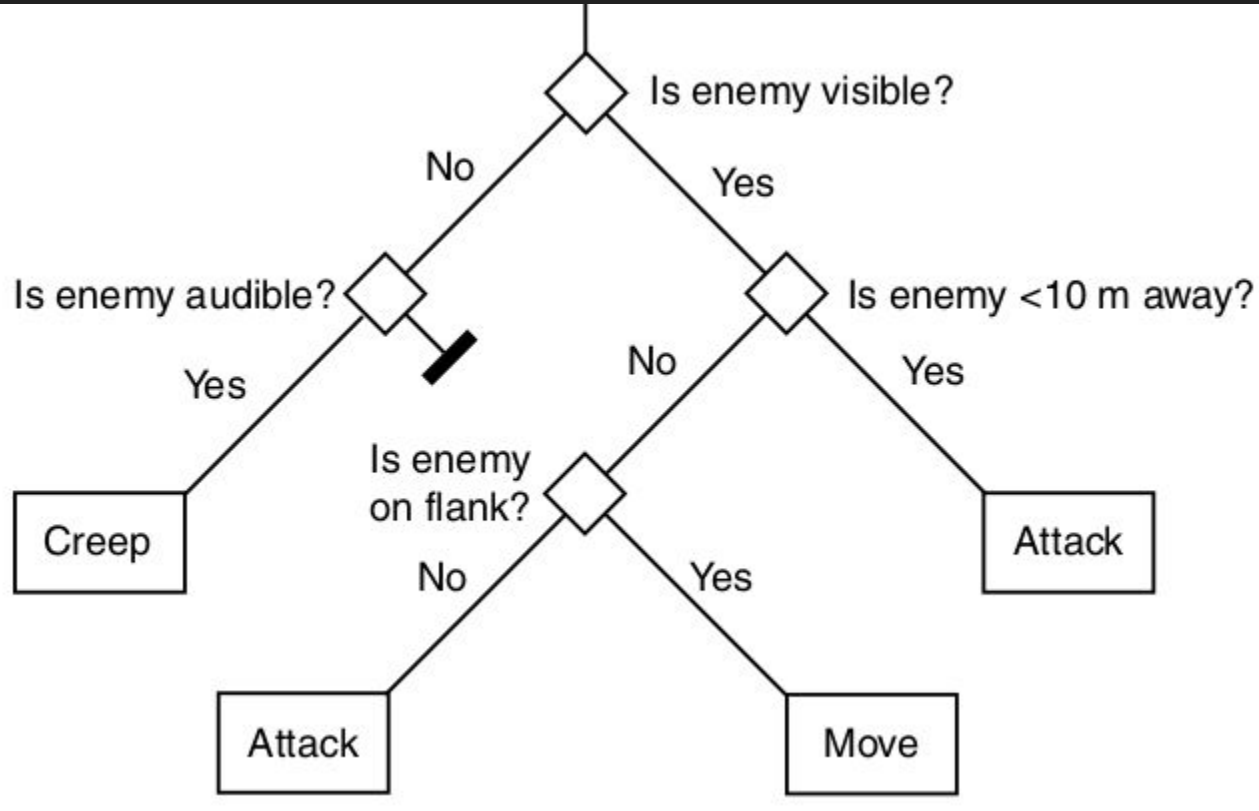 Is enemy visible?
No
Yes
Is enemy audible?
Is enemy <10 m away?
Yes
No
Yes
Is enemy
on flank?
Creep
Attack
No
Yes
Attack
Move